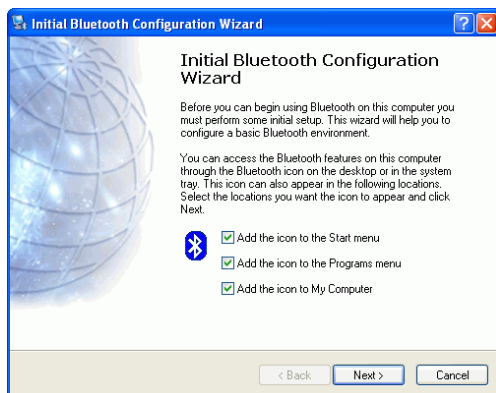 Initial Bluetooth Configuration Wizard
Initial Bluetooth Configuration
Wizard
Before you can begin using Bluetooth on this computer you
must perform some initial setup. This wizard will help you to
configure a basic Bluetooth environment.
You can access the Bluetooth features on this computer
through the Bluetooth icon on the desktop or in the system
tray. This icon can also appear in the following locations.
Select the locations you want the icon to appear and click
Next.
Add the icon to the Start menu
Add the icon to the Programs menu
Add the icon to My Computer
< Back Next > Cancel